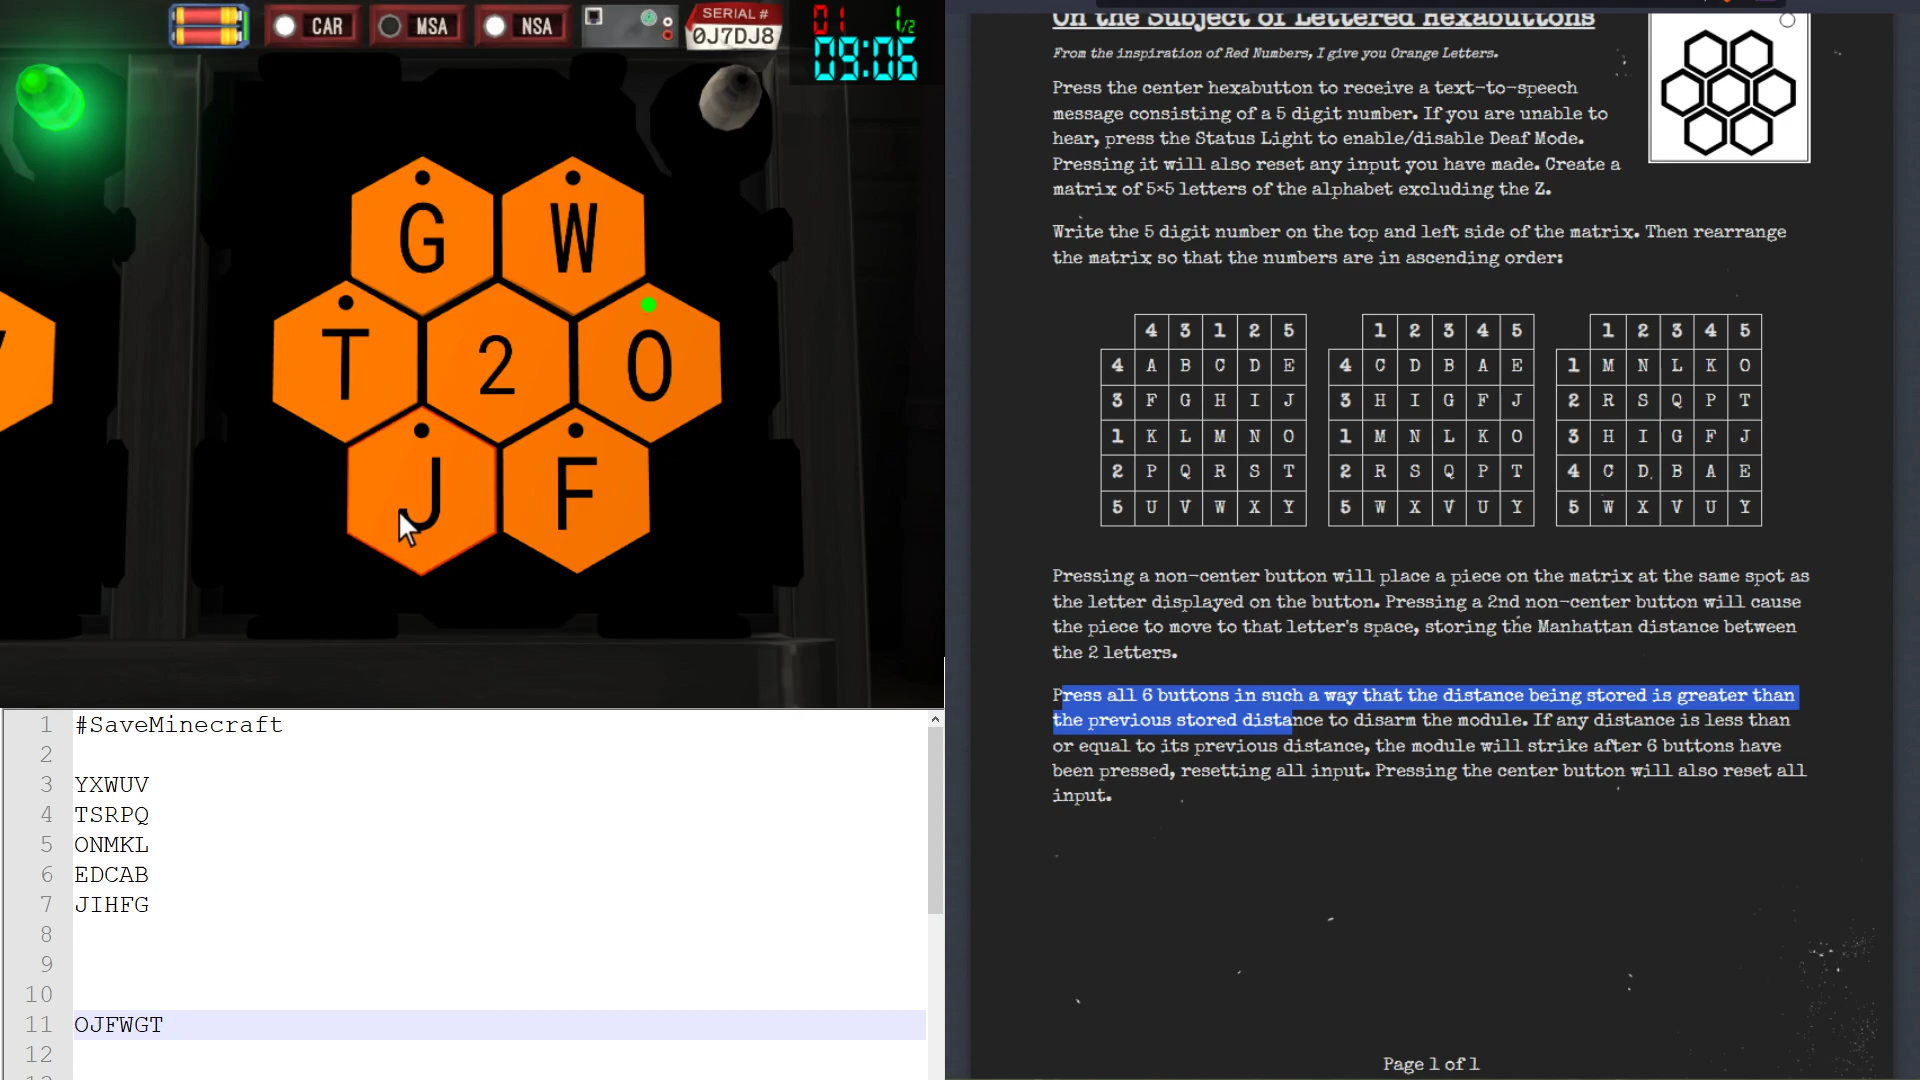 CAR
MSA
NSA
SERIAL #
0J7DJ8
01
1/2
09:06
G
W
T
2
O
J
F
1 #SaveMinecraft
2
3 YXWUV
4 TSRPQ
5 ONMKL
6 EDCAB
7 JIHFG
8
9
10
11 OJFWGT
12
On the Subject of Lettered Hexabuttons
From the inspiration of Red Numbers, I give you Orange Letters.
Press the center hexabutton to receive a text-to-speech
message consisting of a 5 digit number. If you are unable to
hear, press the Status Light to enable/disable Deaf Mode.
Pressing it will also reset any input you have made. Create a
matrix of 5×5 letters of the alphabet excluding the Z.
Write the 5 digit number on the top and left side of the matrix. Then rearrange
the matrix so that the numbers are in ascending order:
4 3 1 2 5
4 A B C D E
3 F G H I J
1 K L M N O
2 P Q R S T
5 U V W X Y
1 2 3 4 5
4 C D B A E
3 H I G F J
1 M N L K O
2 R S Q P T
5 W X V U Y
1 2 3 4 5
1 M N L K O
2 R S Q P T
3 H I G F J
4 C D B A E
5 W X V U Y
Pressing a non-center button will place a piece on the matrix at the same spot as
the letter displayed on the button. Pressing a 2nd non-center button will cause
the piece to move to that letter's space, storing the Manhattan distance between
the 2 letters.
Press all 6 buttons in such a way that the distance being stored is greater than
the previous stored distance to disarm the module. If any distance is less than
or equal to its previous distance, the module will strike after 6 buttons have
been pressed, resetting all input. Pressing the center button will also reset all
input.
Page 1 of 1